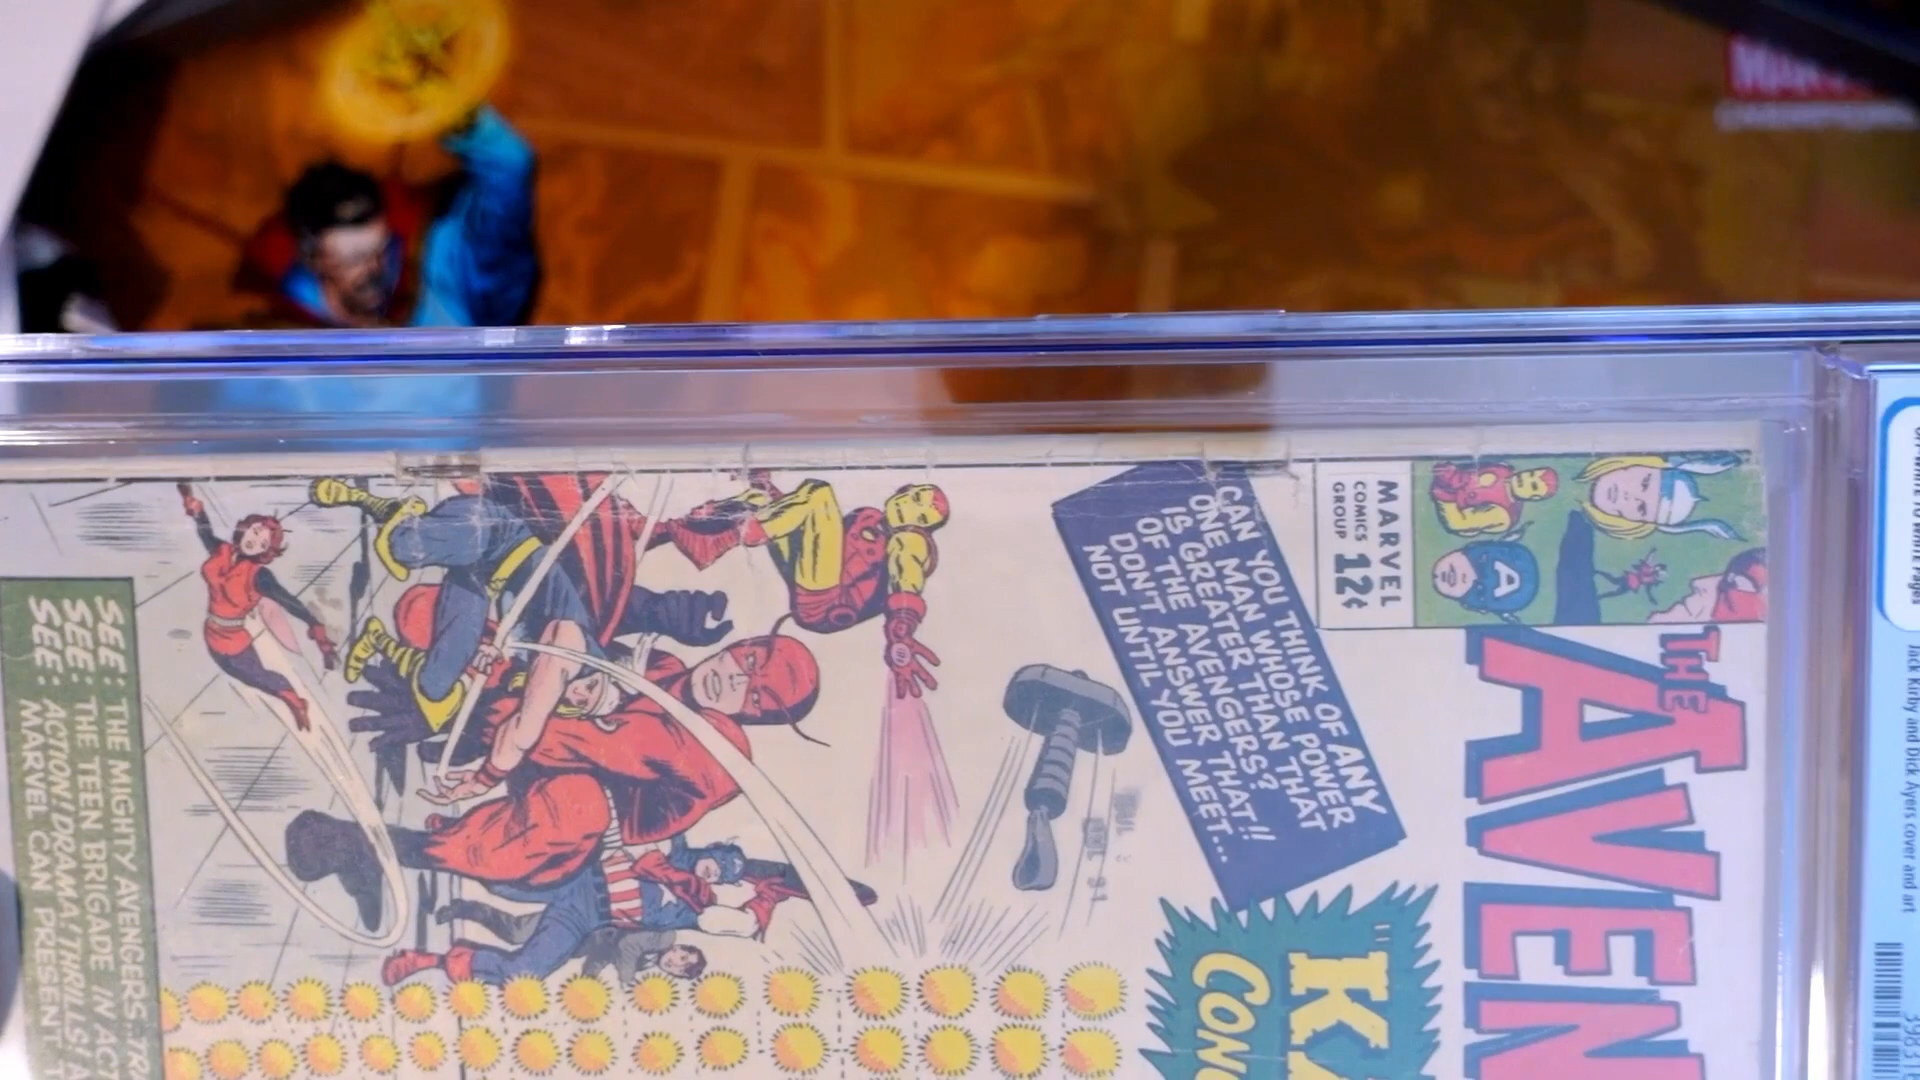 MARVEL
COMICS
GROUP
12¢
A
THE
AVEN
CAN YOU THINK OF ANY
ONE MAN WHOSE POWER
IS GREATER THAN THAT
OF THE AVENGERS?
DON'T ANSWER THAT!!
NOT UNTIL YOU MEET...
"KA
CON
SEE: THE MIGHTY AVENGERS
SEE: THE TEEN BRIGADE IN ACT
SEE: ACTION! DRAMA! THRILLS! A
MARVEL CAN PRESENT T
White Pages
Jack Kirby and Dick Ayers cover and art